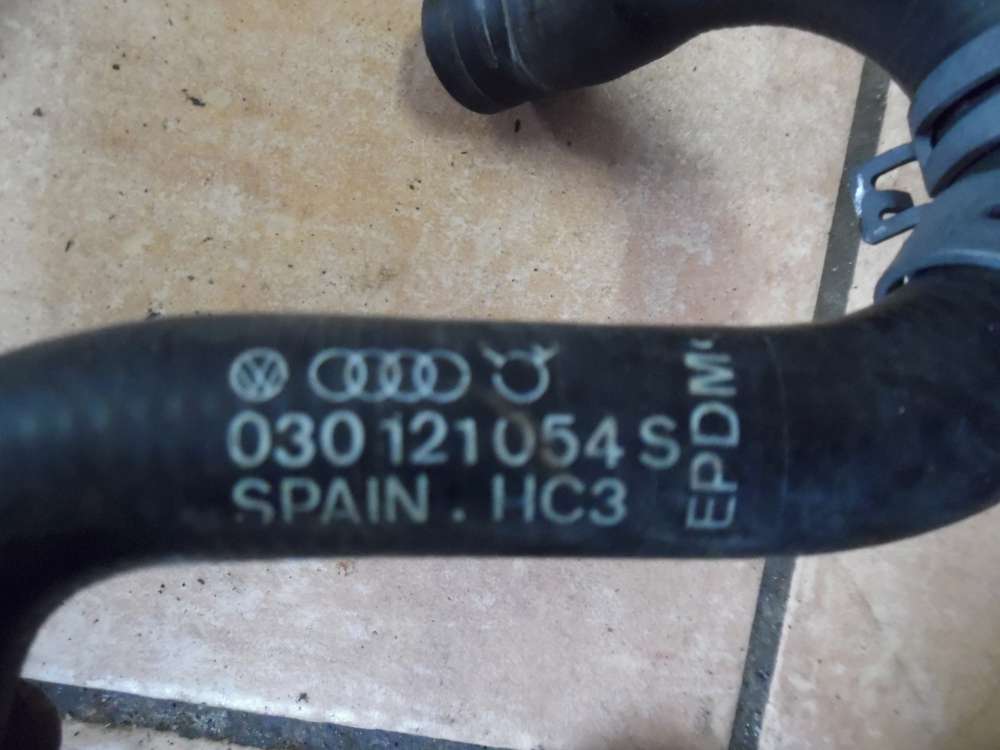 030 121 054 S
SPAIN . HC3
EPDM